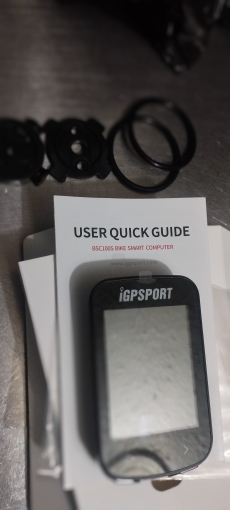 USER QUICK GUIDE
BSC100S BIKE SMART COMPUTER
iGPSPORT